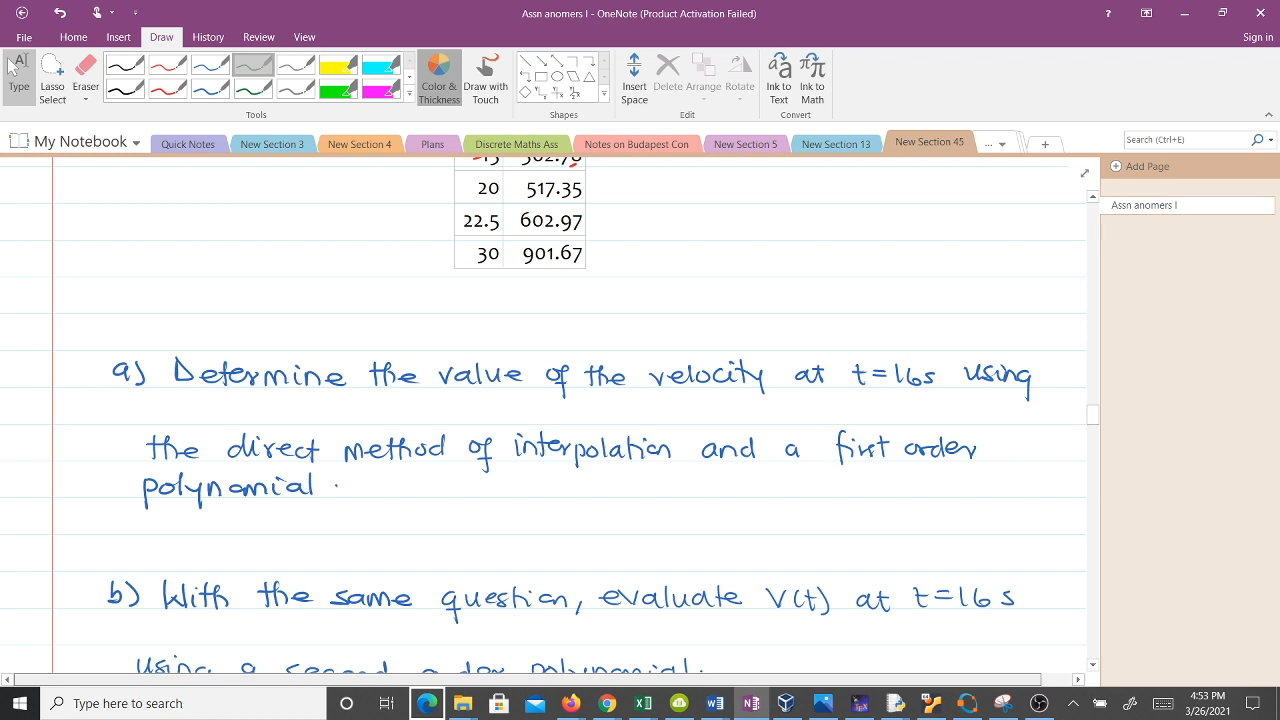 Assn anomers I - OneNote (Product Activation Failed)
File Home Insert Draw History Review View
Sign in
Type
Lasso Select
Eraser
Color & Thickness
Draw with Touch
Insert Space
Delete
Arrange
Rotate
Ink to Text
Ink to Math
Tools
Shapes
Edit
Convert
My Notebook
Quick Notes
New Section 3
New Section 4
Plans
Discrete Maths Ass
Notes on Budapest Con
New Section 5
New Section 13
New Section 45
...
Search (Ctrl+E)
Add Page
Assn anomers I
20 517.35
22.5 602.97
30 901.67
a) Determine the value of the velocity at t=16s using
the direct method of interpolation and a first order
polynomial.
b) With the same question, evaluate V(t) at t=16s
using a second order polynomial.
Type here to search
4:53 PM
3/26/2021